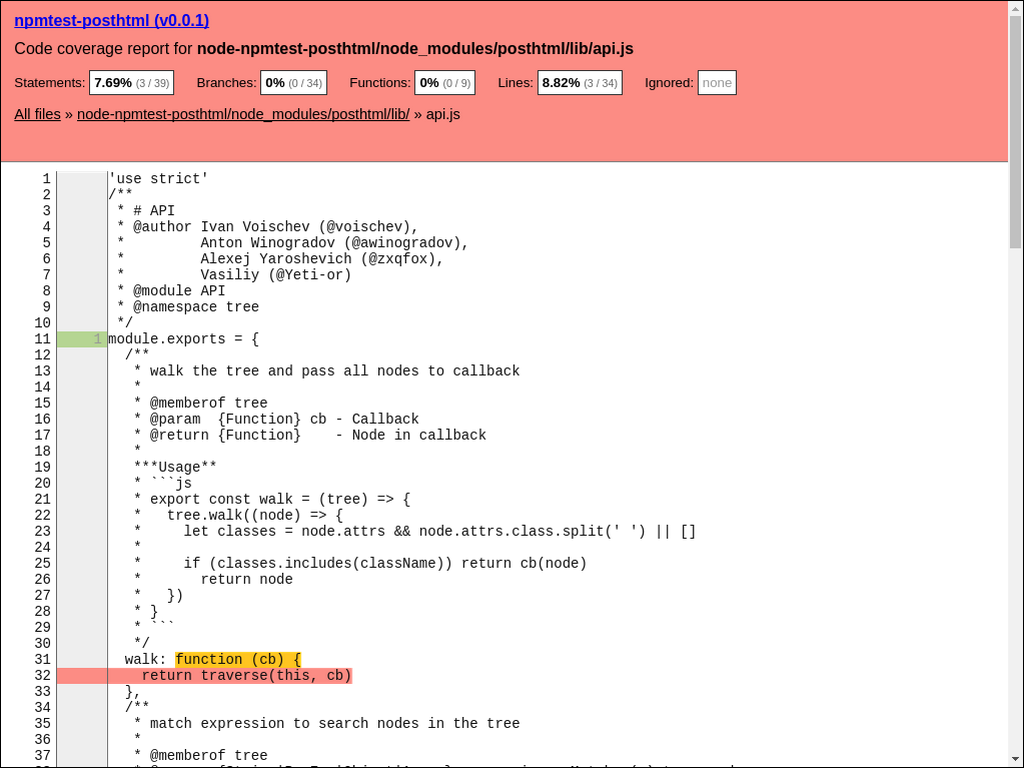 npmtest-posthtml (v0.0.1)
Code coverage report for node-npmtest-posthtml/node_modules/posthtml/lib/api.js
Statements: 7.69% (3 / 39) Branches: 0% (0 / 34) Functions: 0% (0 / 9) Lines: 8.82% (3 / 34) Ignored: none
All files » node-npmtest-posthtml/node_modules/posthtml/lib/ » api.js
1 'use strict'
2 /**
3  * # API
4  * @author Ivan Voischev (@voischev),
5  *         Anton Winogradov (@awinogradov),
6  *         Alexej Yaroshevich (@zxqfox),
7  *         Vasiliy (@Yeti-or)
8  * @module API
9  * @namespace tree
10  */
11 1 module.exports = {
12   /**
13    * walk the tree and pass all nodes to callback
14    *
15    * @memberof tree
16    * @param  {Function} cb - Callback
17    * @return {Function}    - Node in callback
18    *
19    ***Usage**
20    * ```js
21    * export const walk = (tree) => {
22    *   tree.walk((node) => {
23    *     let classes = node.attrs && node.attrs.class.split(' ') || []
24    *
25    *     if (classes.includes(className)) return cb(node)
26    *       return node
27    *   })
28    * }
29    * ```
30    */
31   walk: function (cb) {
32     return traverse(this, cb)
33   },
34   /**
35    * match expression to search nodes in the tree
36    *
37    * @memberof tree